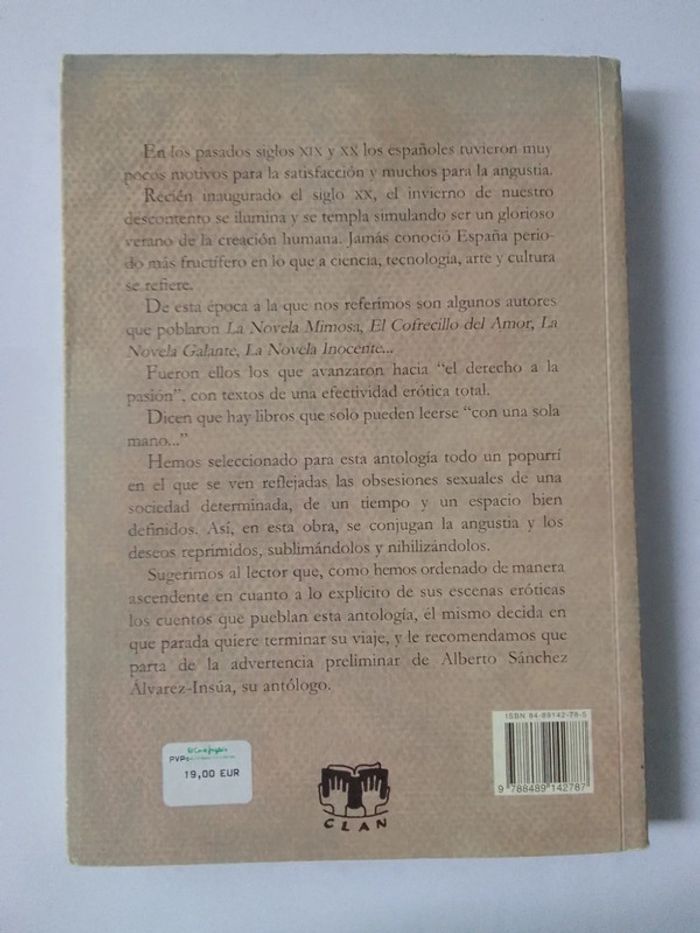 En los pasados siglos XIX y XX los españoles tuvieron muy
pocos motivos para la satisfacción y muchos para la angustia.
Recién inaugurado el siglo XX, el invierno de nuestro
descontento se ilumina y se templa simulando ser un glorioso
verano de la creación humana. Jamás conoció España perio-
do más fructífero en lo que a ciencia, tecnología, arte y cultura
se refiere.
De esta época a la que nos referimos son algunos autores
que poblaron La Novela Mimosa, El Cofrecillo del Amor, La
Novela Galante, La Novela Inocente...
Fueron ellos los que avanzaron hacia "el derecho a la
pasión", con textos de una efectividad erótica total.
Dicen que hay libros que solo pueden leerse "con una sola
mano..."
Hemos seleccionado para esta antología todo un popurrí
en el que se ven reflejadas las obsesiones sexuales de una
sociedad determinada, de un tiempo y un espacio bien
definidos. Así, en esta obra, se conjugan la angustia y los
deseos reprimidos, sublimándolos y nihilizándolos.
Sugerimos al lector que, como hemos ordenado de manera
ascendente en cuanto a lo explícito de sus escenas eróticas
los cuentos que pueblan esta antología, él mismo decida en
que parada quiere terminar su viaje, y le recomendamos que
parta de la advertencia preliminar de Alberto Sánchez
Álvarez-Insúa, su antólogo.
ISBN 84-89142-78-5
9 788489 142787
El Corte Inglés
PVP:
19,00 EUR
CLAN